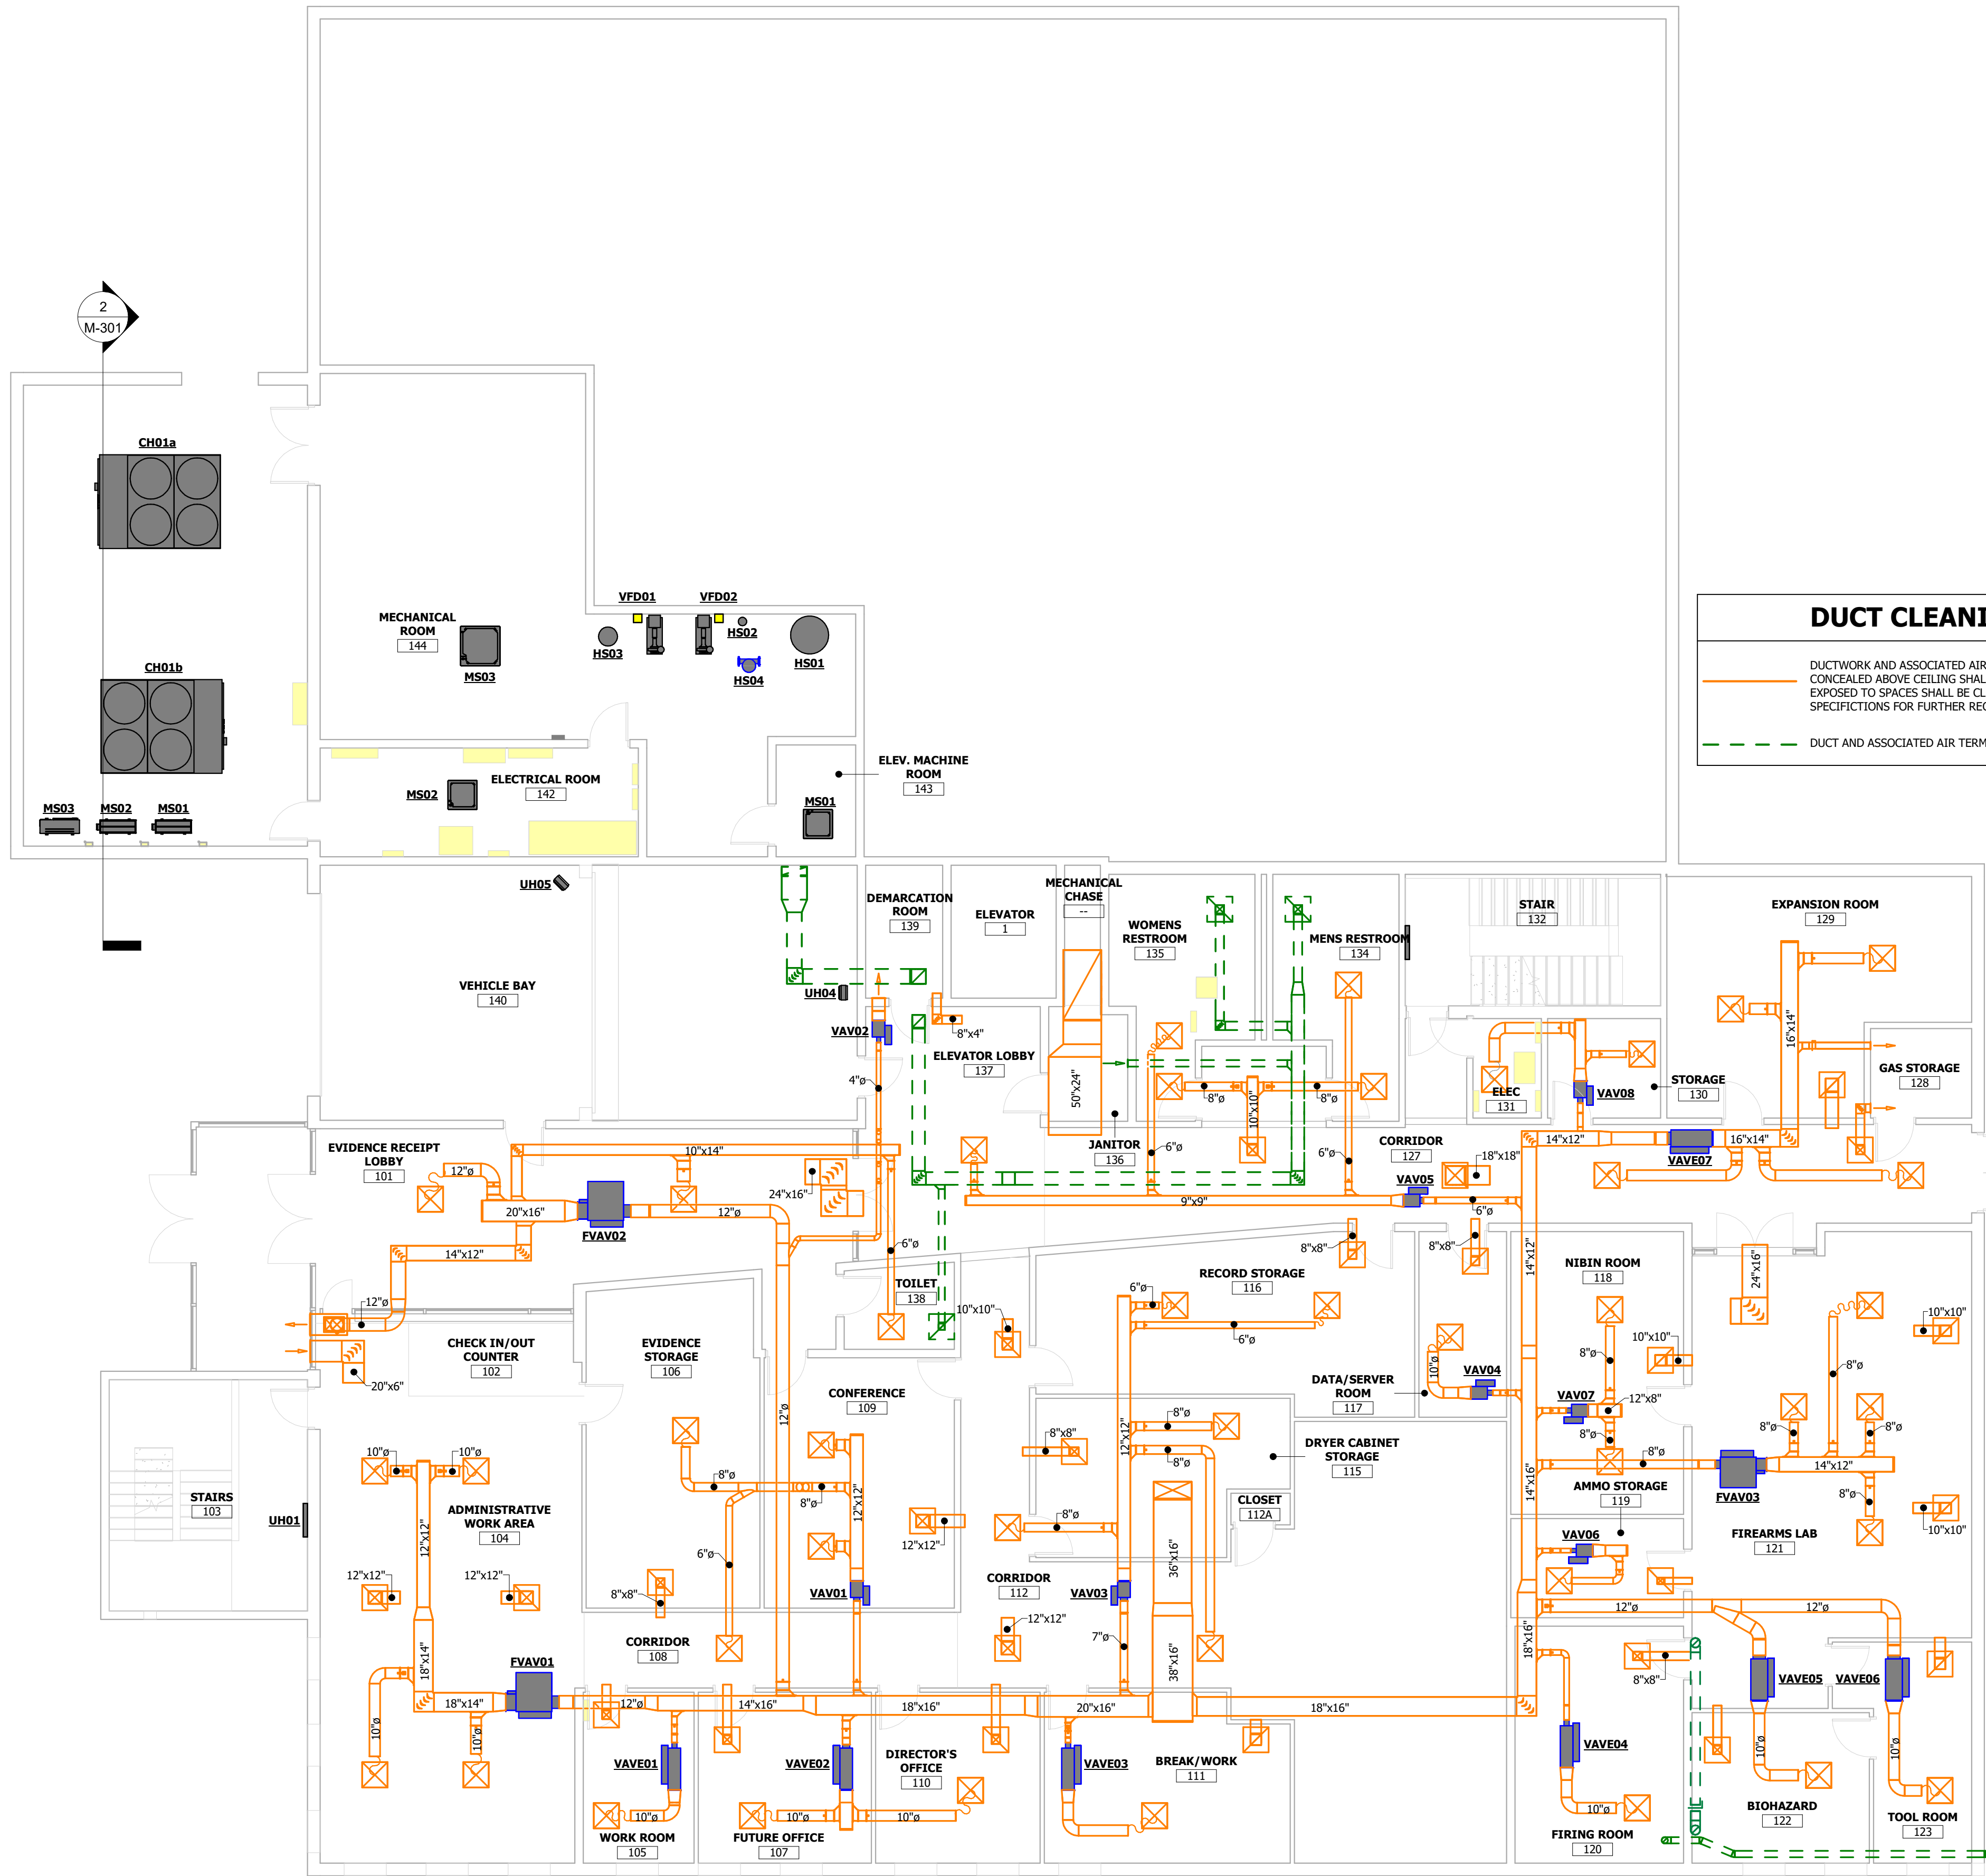 2
M-301
CH01a
CH01b
MS03
MS02
MS01
MECHANICAL
ROOM
144
MS03
VFD01
VFD02
HS03
HS02
HS04
HS01
DUCT CLEANI
DUCTWORK AND ASSOCIATED AIR
CONCEALED ABOVE CEILING SHAL
EXPOSED TO SPACES SHALL BE CL
SPECIFICTIONS FOR FURTHER REC
DUCT AND ASSOCIATED AIR TERM
MS02
ELECTRICAL ROOM
142
MS01
ELEV. MACHINE
ROOM
143
UH05
VEHICLE BAY
140
UH04
DEMARCATION
ROOM
139
ELEVATOR
1
MECHANICAL
CHASE
--
WOMENS
RESTROOM
135
MENS RESTROOM
134
STAIR
132
EXPANSION ROOM
129
VAV02
8"x4"
ELEVATOR LOBBY
137
4"ø
50"x24"
8"ø
8"ø
10"x10"
JANITOR
136
6"ø
6"ø
ELEC
131
VAV08
STORAGE
130
16"x14"
GAS STORAGE
128
EVIDENCE RECEIPT
LOBBY
101
12"ø
10"x14"
20"x16"
FVAV02
12"ø
24"x16"
14"x12"
12"ø
20"x6"
6"ø
9"x9"
CORRIDOR
127
18"x18"
VAV05
6"ø
14"x12"
VAVE07
16"x14"
CHECK IN/OUT
COUNTER
102
EVIDENCE
STORAGE
106
TOILET
138
10"x10"
RECORD STORAGE
116
8"x8"
8"x8"
6"ø
6"ø
14"x12"
NIBIN ROOM
118
24"x16"
10"x10"
10"x10"
8"ø
8"ø
CONFERENCE
109
12"ø
DATA/SERVER
ROOM
117
10"ø
VAV04
VAV07
12"x8"
8"ø
8"ø
8"ø
STAIRS
103
UH01
10"ø
10"ø
12"x12"
ADMINISTRATIVE
WORK AREA
104
12"x12"
12"x12"
8"ø
8"ø
12"x12"
6"ø
8"x8"
VAV01
12"x12"
8"x8"
12"x12"
8"ø
8"ø
8"ø
DRYER CABINET
STORAGE
115
CLOSET
112A
36"x16"
38"x16"
14"x16"
8"ø
FVAV03
14"x12"
8"ø
AMMO STORAGE
119
FIREARMS LAB
121
10"x10"
VAV06
CORRIDOR
112
VAV03
12"x12"
7"ø
CORRIDOR
108
18"x14"
FVAV01
18"x14"
10"ø
10"ø
12"ø
14"x16"
18"x16"
20"x16"
18"x16"
18"x16"
12"ø
12"ø
8"x8"
VAVE05
VAVE06
VAVE01
VAVE02
DIRECTOR'S
OFFICE
110
VAVE03
BREAK/WORK
111
VAVE04
10"ø
10"ø
10"ø
10"ø
10"ø
10"ø
WORK ROOM
105
FUTURE OFFICE
107
FIRING ROOM
120
BIOHAZARD
122
TOOL ROOM
123